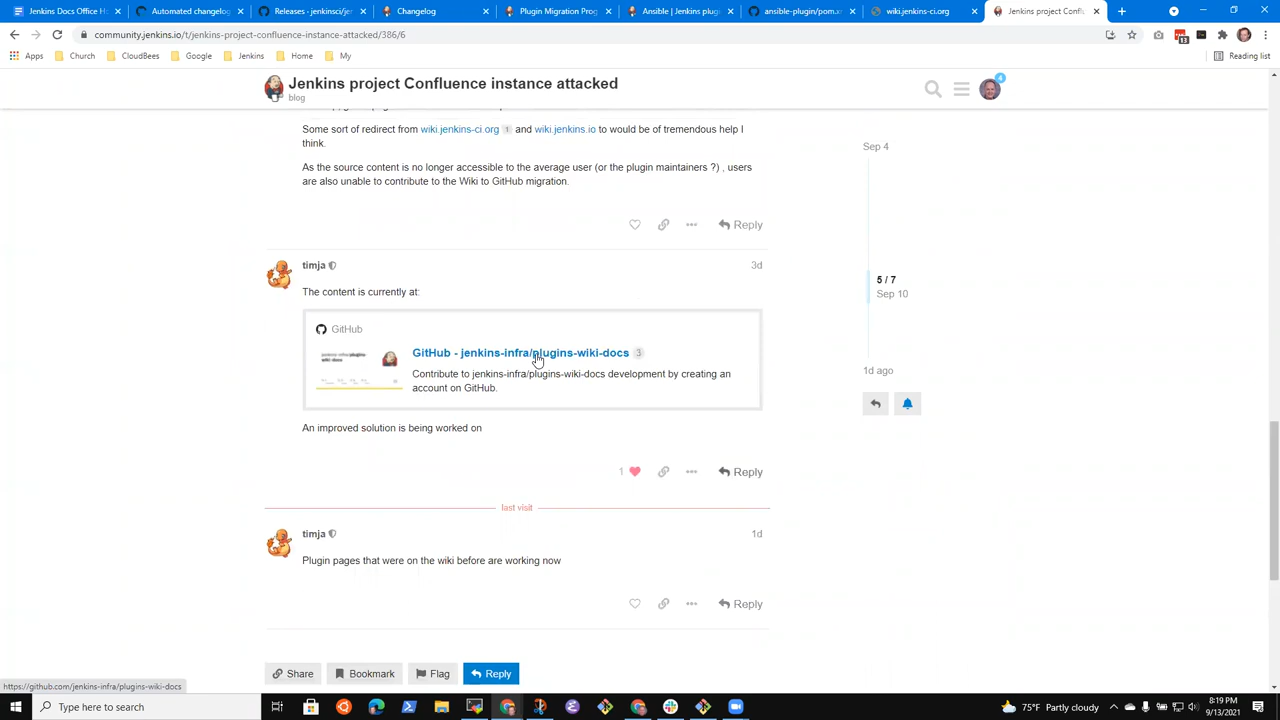 Jenkins Docs Office H
Automated changelog
Releases · jenkinsci/je
Changelog
Plugin Migration Prog
Ansible | Jenkins plugi
ansible-plugin/pom.x
wiki.jenkins-ci.org
Jenkins project Conflu
community.jenkins.io/t/jenkins-project-confluence-instance-attacked/386/6
13
Apps
Church
CloudBees
Google
Jenkins
Home
My
Reading list
Jenkins project Confluence instance attacked
blog
4
Some sort of redirect from wiki.jenkins-ci.org 1 and wiki.jenkins.io to would be of tremendous help I
think.
As the source content is no longer accessible to the average user (or the plugin maintainers ?) , users
are also unable to contribute to the Wiki to GitHub migration.
Reply
Sep 4
5 / 7
Sep 10
1d ago
timja
3d
The content is currently at:
GitHub
GitHub - jenkins-infra/plugins-wiki-docs 3
Contribute to jenkins-infra/plugins-wiki-docs development by creating an
account on GitHub.
An improved solution is being worked on
1
Reply
last visit
timja
1d
Plugin pages that were on the wiki before are working now
Reply
Share
Bookmark
Flag
Reply
https://github.com/jenkins-infra/plugins-wiki-docs
Type here to search
75°F Partly cloudy
8:19 PM
9/13/2021